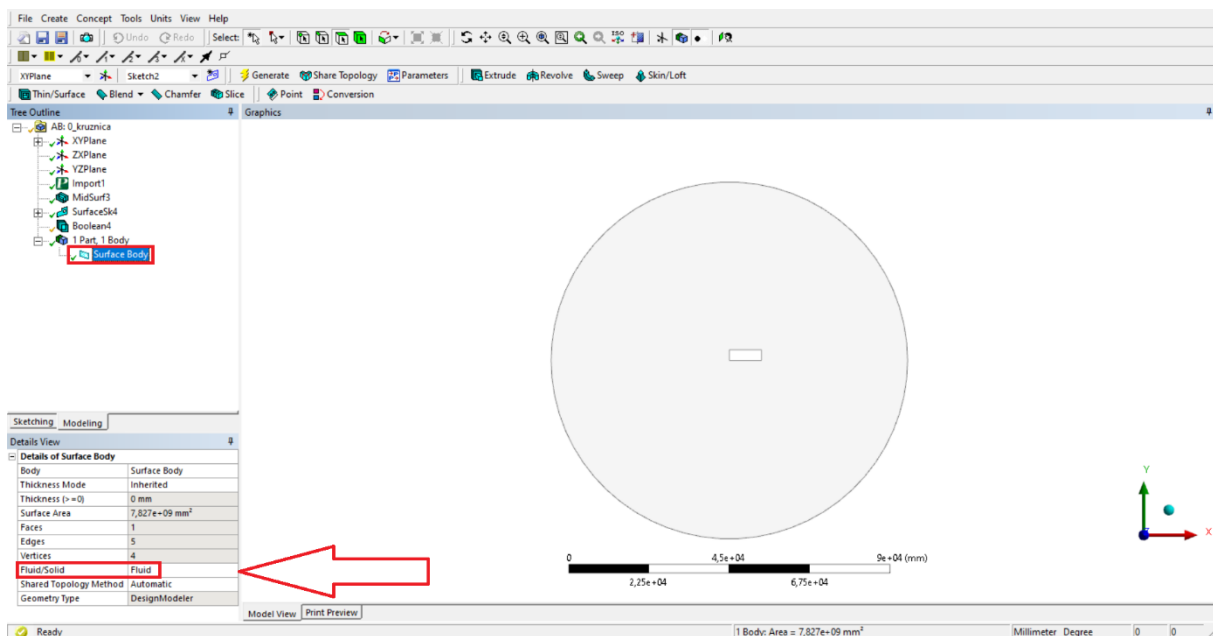 File Create Concept Tools Units View Help
Undo Redo Select:
XYPlane Sketch2 Generate Share Topology Parameters Extrude Revolve Sweep Skin/Loft
Thin/Surface Blend Chamfer Slice Point Conversion
Tree Outline
AB: 0_kruznica
XYPlane
ZXPlane
YZPlane
Import1
MidSurf3
SurfaceSk4
Boolean4
1 Part, 1 Body
Surface Body
Sketching Modeling
Details View
Details of Surface Body
Body Surface Body
Thickness Mode Inherited
Thickness (>=0) 0 mm
Surface Area 7,827e+09 mm²
Faces 1
Edges 5
Vertices 4
Fluid/Solid Fluid
Shared Topology Method Automatic
Geometry Type DesignModeler
Graphics
Y
X
0 4,5e+04 9e+04 (mm)
2,25e+04 6,75e+04
Model View Print Preview
Ready 1 Body: Area = 7,827e+09 mm² Millimeter Degree 0 0